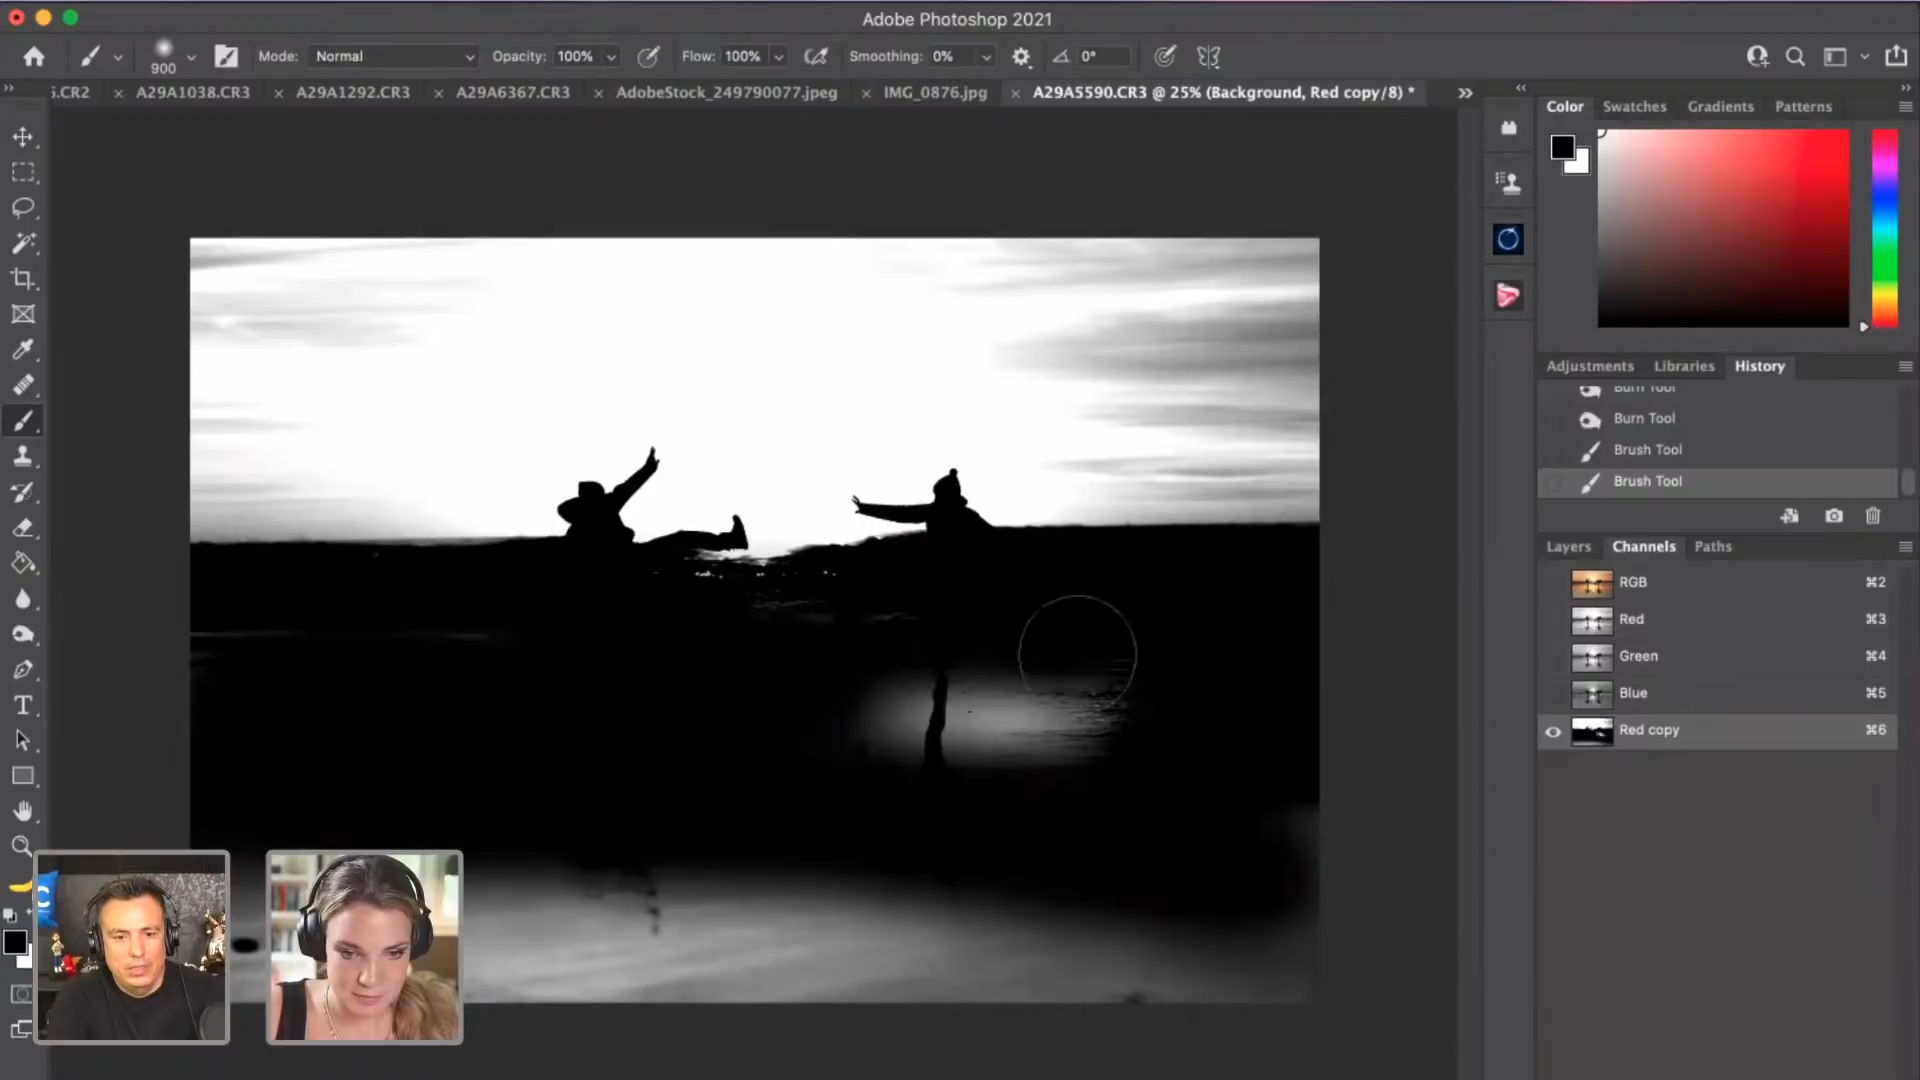 Adobe Photoshop 2021
900
Mode: Normal
Opacity: 100%
Flow: 100%
Smoothing: 0%
0°
5.CR2
A29A1038.CR3
A29A1292.CR3
A29A6367.CR3
AdobeStock_249790077.jpeg
IMG_0876.jpg
A29A5590.CR3 @ 25% (Background, Red copy/8) *
Color
Swatches
Gradients
Patterns
Adjustments
Libraries
History
Burn Tool
Burn Tool
Brush Tool
Brush Tool
Layers
Channels
Paths
RGB ⌘2
Red ⌘3
Green ⌘4
Blue ⌘5
Red copy ⌘6